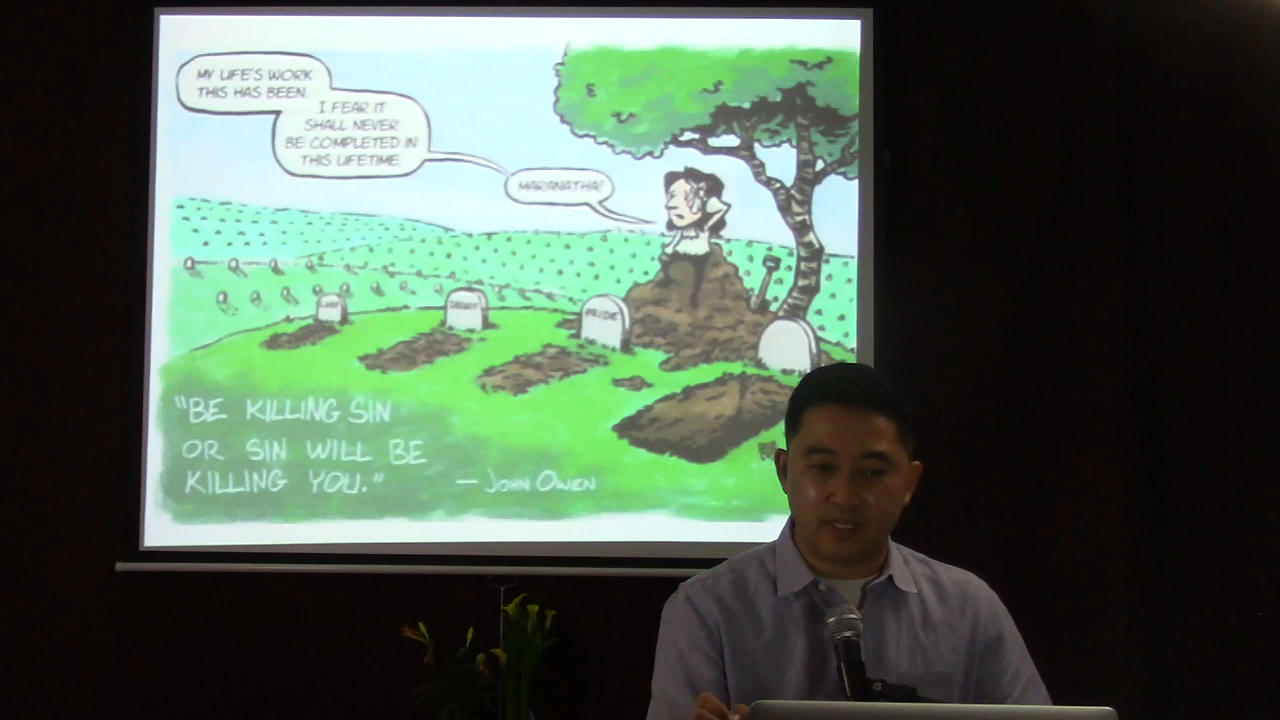 MY LIFE'S WORK
THIS HAS BEEN.
I FEAR IT
SHALL NEVER
BE COMPLETED IN
THIS LIFETIME.
MARANATHA!
LUST
PRIDE
"BE KILLING SIN
OR SIN WILL BE
KILLING YOU."
— JOHN OWEN